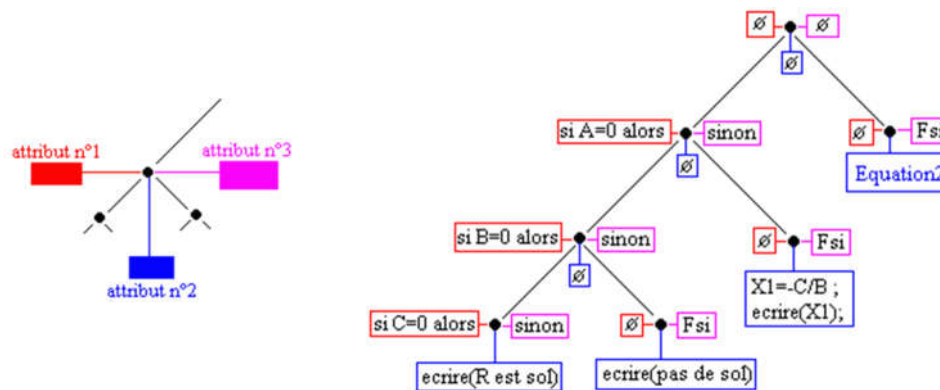 attribut n°1
attribut n°3
attribut n°2
Ø Ø
Ø
si A=0 alors sinon
Ø
Ø Fsi
Equation2
si B=0 alors sinon
Ø
Ø Fsi
X1=-C/B ;
ecrire(X1);
si C=0 alors sinon
ecrire(R est sol)
Ø Fsi
ecrire(pas de sol)